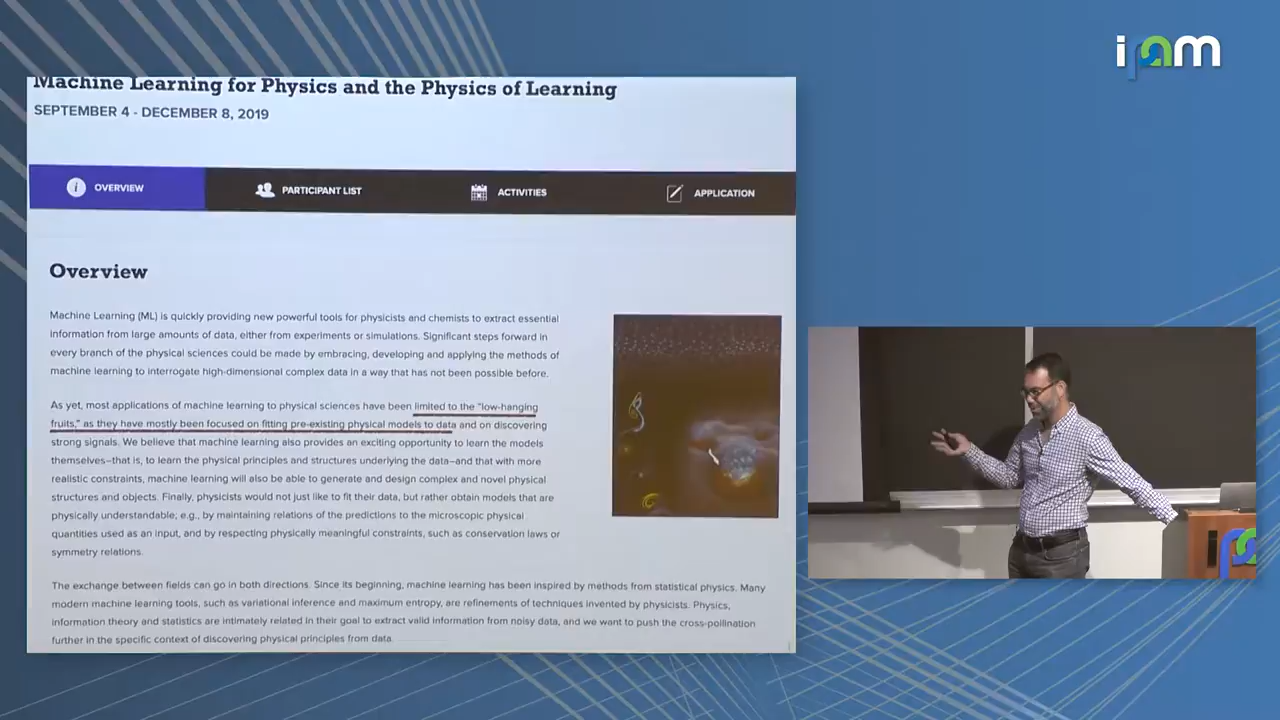 ipam
Machine Learning for Physics and the Physics of Learning
SEPTEMBER 4 - DECEMBER 8, 2019
i OVERVIEW
PARTICIPANT LIST
ACTIVITIES
APPLICATION
Overview
Machine Learning (ML) is quickly providing new powerful tools for physicists and chemists to extract essential
information from large amounts of data, either from experiments or simulations. Significant steps forward in
every branch of the physical sciences could be made by embracing, developing and applying the methods of
machine learning to interrogate high-dimensional complex data in a way that has not been possible before.
As yet, most applications of machine learning to physical sciences have been limited to the "low-hanging
fruits," as they have mostly been focused on fitting pre-existing physical models to data and on discovering
strong signals. We believe that machine learning also provides an exciting opportunity to learn the models
themselves–that is, to learn the physical principles and structures underlying the data–and that with more
realistic constraints, machine learning will also be able to generate and design complex and novel physical
structures and objects. Finally, physicists would not just like to fit their data, but rather obtain models that are
physically understandable; e.g., by maintaining relations of the predictions to the microscopic physical
quantities used as an input, and by respecting physically meaningful constraints, such as conservation laws or
symmetry relations.
The exchange between fields can go in both directions. Since its beginning, machine learning has been inspired by methods from statistical physics. Many
modern machine learning tools, such as variational inference and maximum entropy, are refinements of techniques invented by physicists. Physics,
information theory and statistics are intimately related in their goal to extract valid information from noisy data, and we want to push the cross-pollination
further in the specific context of discovering physical principles from data.